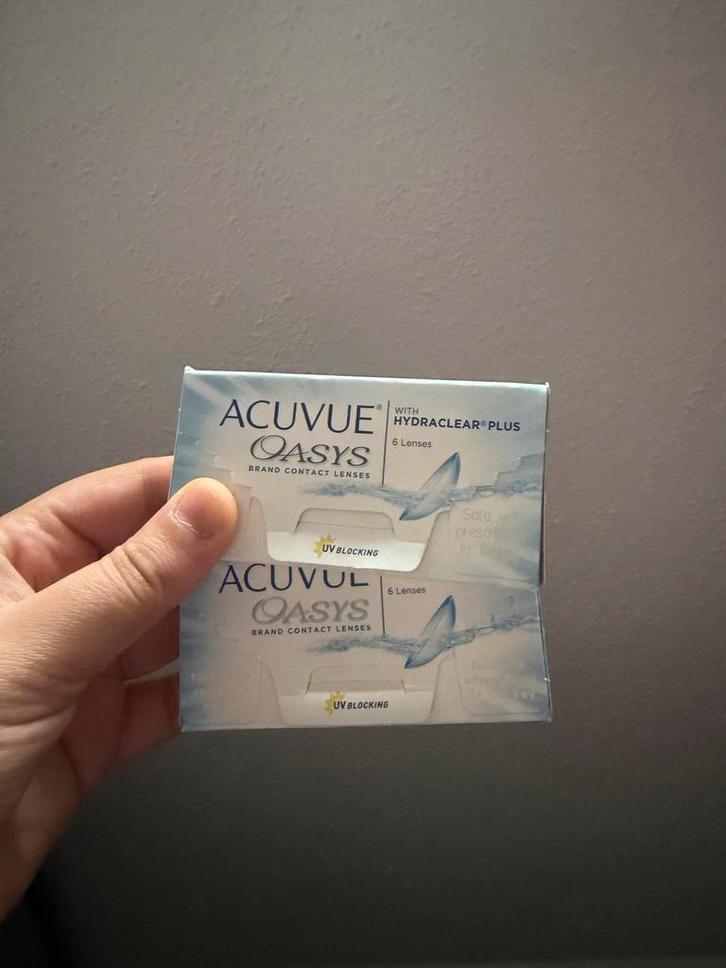 ACUVUE®
OASYS
BRAND CONTACT LENSES
WITH
HYDRACLEAR® PLUS
6 Lenses
UV BLOCKING
ACUVUE
OASYS
BRAND CONTACT LENSES
6 Lenses
UV BLOCKING